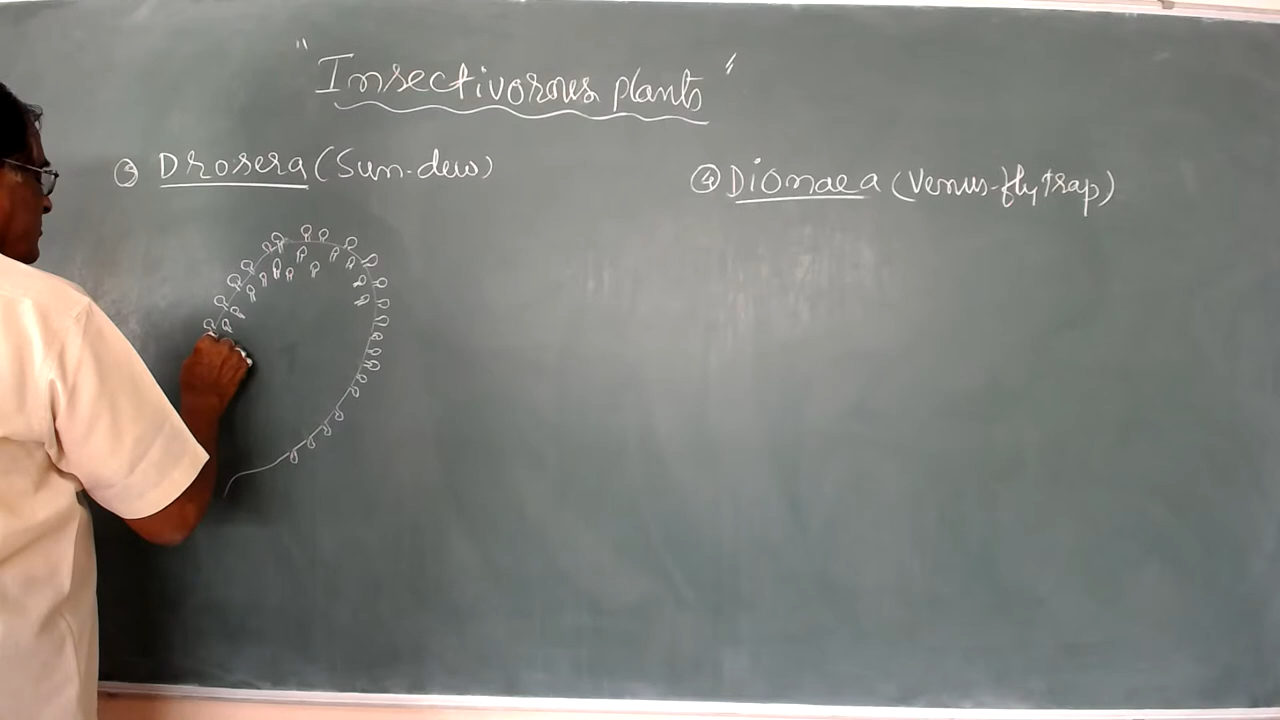 "Insectivorous plants"
③ Drosera (Sun-dew)
④ Dionaea (Venus-fly trap)